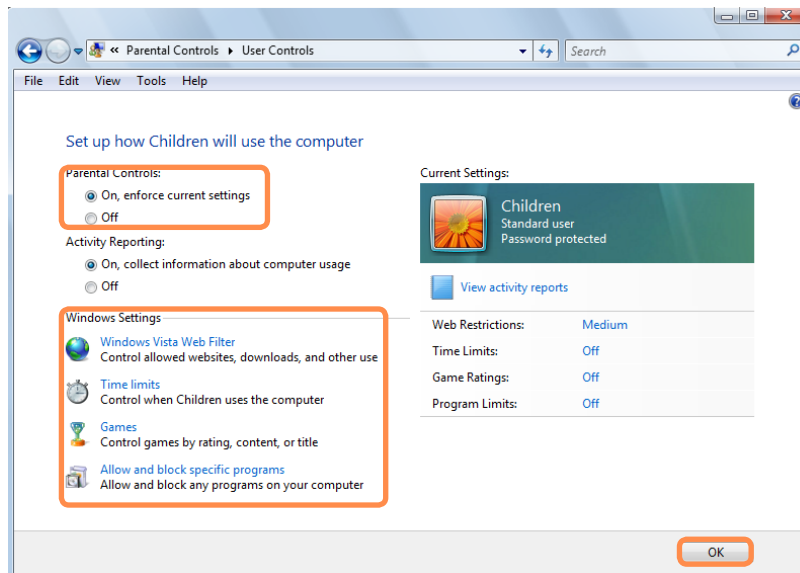 « Parental Controls ▸ User Controls
Search
File Edit View Tools Help
Set up how Children will use the computer
Parental Controls:
On, enforce current settings
Off
Activity Reporting:
On, collect information about computer usage
Off
Windows Settings
Windows Vista Web Filter
Control allowed websites, downloads, and other use
Time limits
Control when Children uses the computer
Games
Control games by rating, content, or title
Allow and block specific programs
Allow and block any programs on your computer
Current Settings:
Children
Standard user
Password protected
View activity reports
Web Restrictions: Medium
Time Limits: Off
Game Ratings: Off
Program Limits: Off
OK